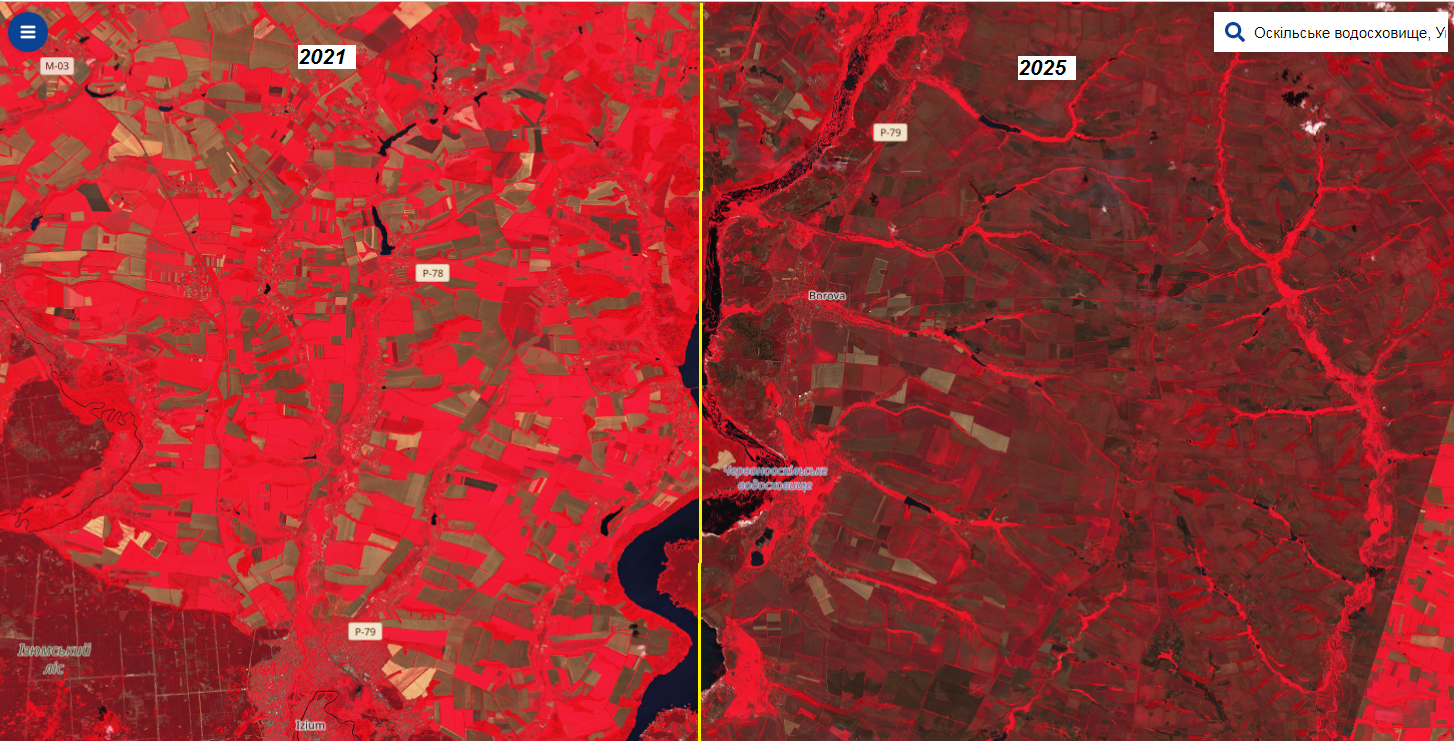 2021
M-03
P-78
P-79
Ізюмський
ліс
Izium
2025
Оскільське водосховище, У
P-79
Borova
Червонооскільське
водосховище